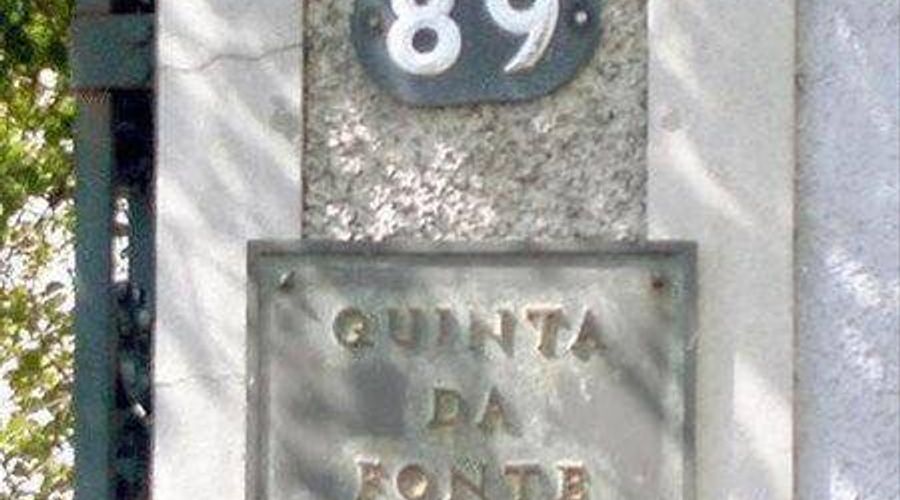 89
QUINTA
DA
FONTE